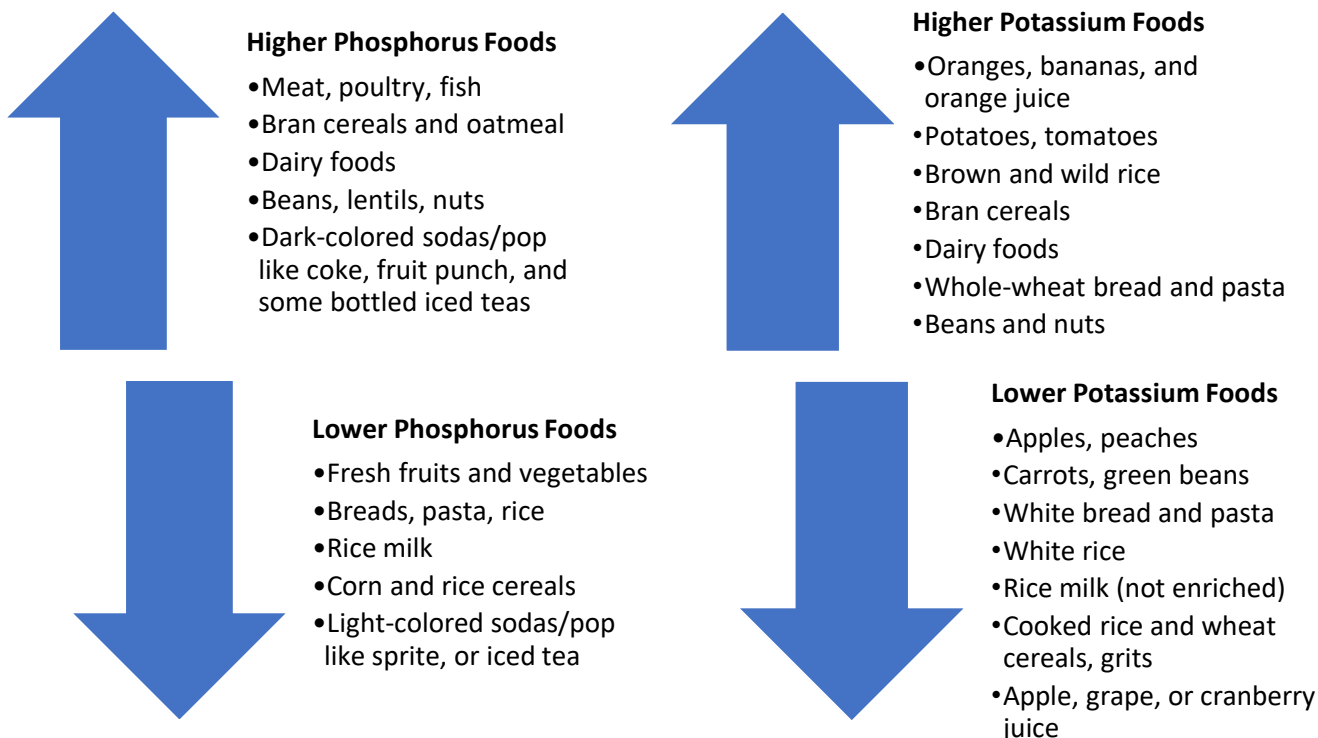 Higher Phosphorus Foods
•Meat, poultry, fish
•Bran cereals and oatmeal
•Dairy foods
•Beans, lentils, nuts
•Dark-colored sodas/pop
like coke, fruit punch, and
some bottled iced teas
Higher Potassium Foods
•Oranges, bananas, and
orange juice
•Potatoes, tomatoes
•Brown and wild rice
•Bran cereals
•Dairy foods
•Whole-wheat bread and pasta
•Beans and nuts
Lower Phosphorus Foods
•Fresh fruits and vegetables
•Breads, pasta, rice
•Rice milk
•Corn and rice cereals
•Light-colored sodas/pop
like sprite, or iced tea
Lower Potassium Foods
•Apples, peaches
•Carrots, green beans
•White bread and pasta
•White rice
•Rice milk (not enriched)
•Cooked rice and wheat
cereals, grits
•Apple, grape, or cranberry
juice